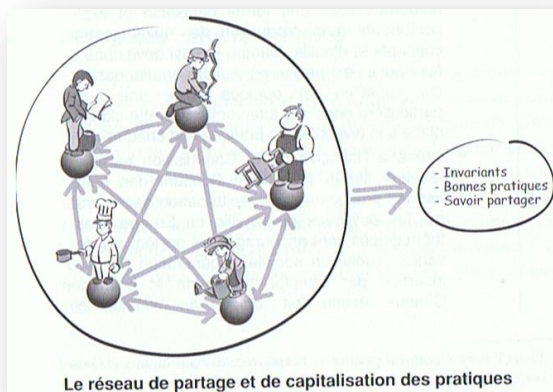 - Invariants
- Bonnes pratiques
- Savoir partager
Le réseau de partage et de capitalisation des pratiques